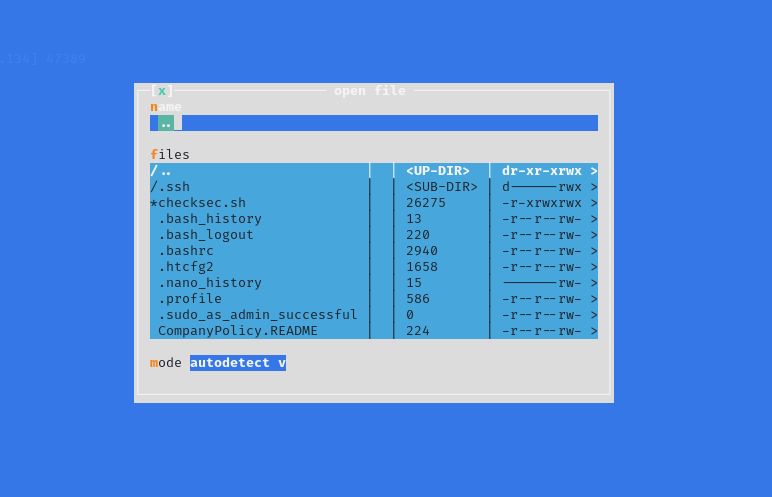 .134] 47389
[x] open file
name
..
files
/.. | | <UP-DIR> | dr-xr-xrwx >
/.ssh | | <SUB-DIR> | d------rwx >
*checksec.sh | | 26275 | -r-xrwxrwx >
.bash_history | | 13 | -r--r--rw- >
.bash_logout | | 220 | -r--r--rw- >
.bashrc | | 2940 | -r--r--rw- >
.htcfg2 | | 1658 | -r--r--rw- >
.nano_history | | 15 | -------rw- >
.profile | | 586 | -r--r--rw- >
.sudo_as_admin_successful | | 0 | -r--r--rw- >
CompanyPolicy.README | | 224 | -r--r--rw- >
mode autodetect v